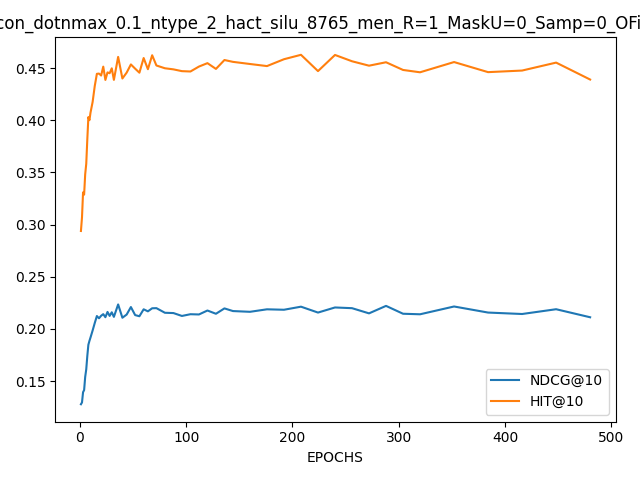 con_dotnmax_0.1_ntype_2_hact_silu_8765_men_R=1_MaskU=0_Samp=0_OFi
0.45
0.40
0.35
0.30
0.25
0.20
0.15
NDCG@10
HIT@10
0 100 200 300 400 500
EPOCHS